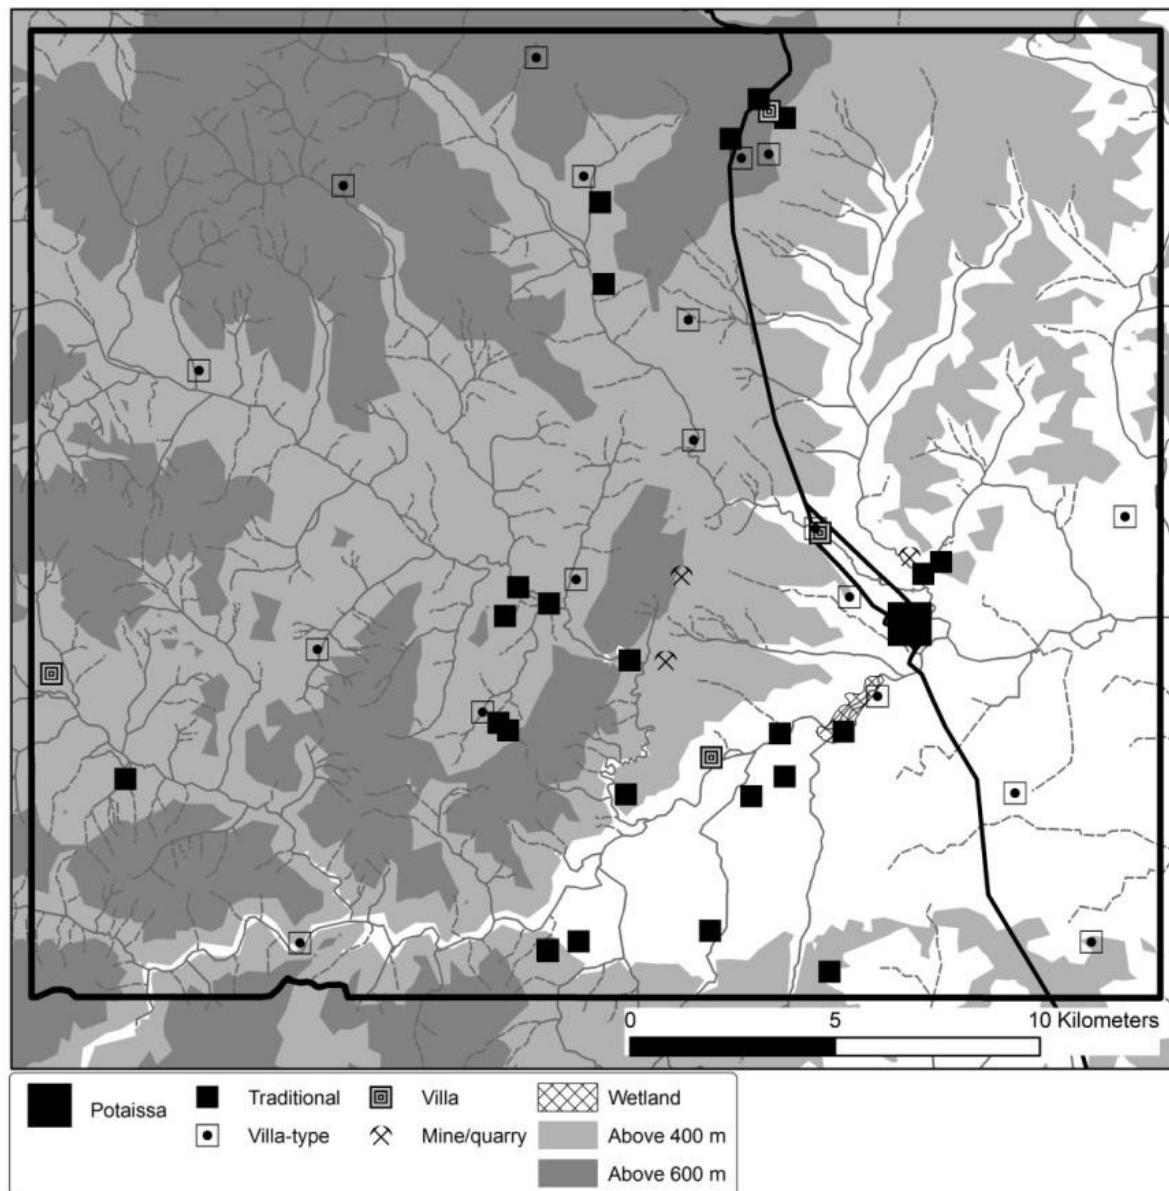 0 5 10 Kilometers
Potaissa
Traditional
Villa-type
Villa
Mine/quarry
Wetland
Above 400 m
Above 600 m